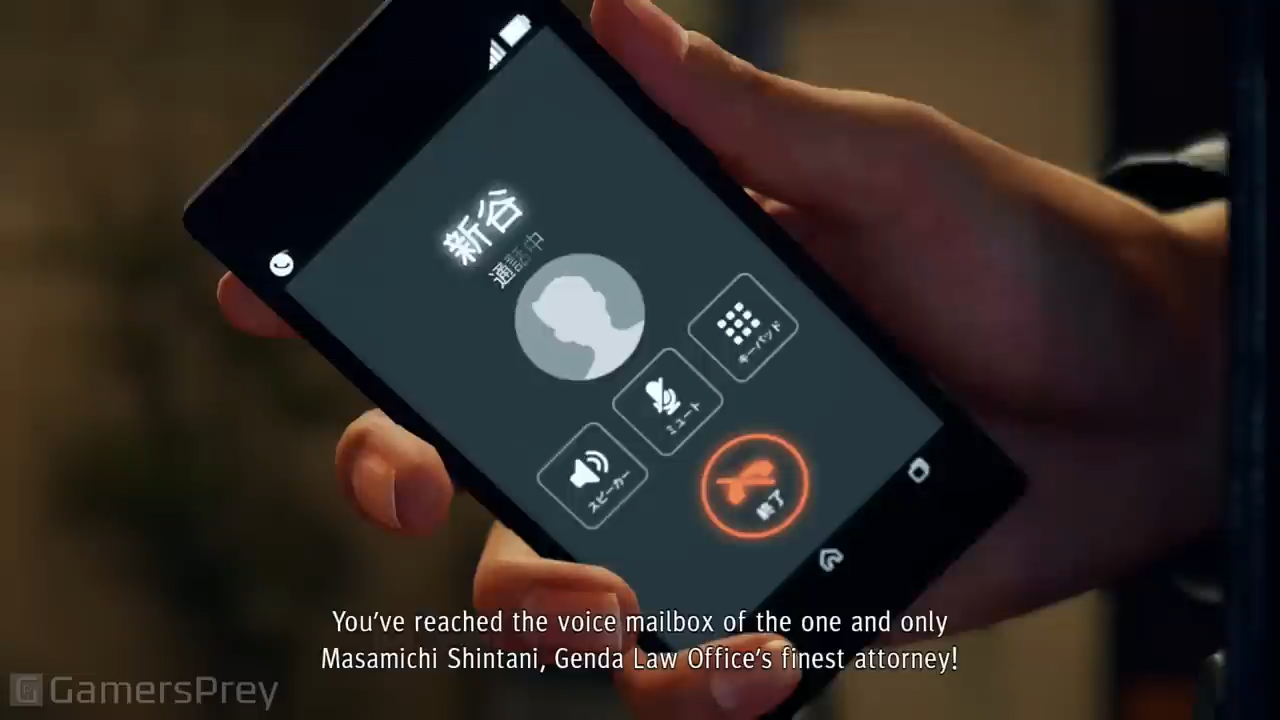 新谷
通話中
キーパッド
ミュート
スピーカー
終了
You've reached the voice mailbox of the one and only
Masamichi Shintani, Genda Law Office's finest attorney!
GamersPrey